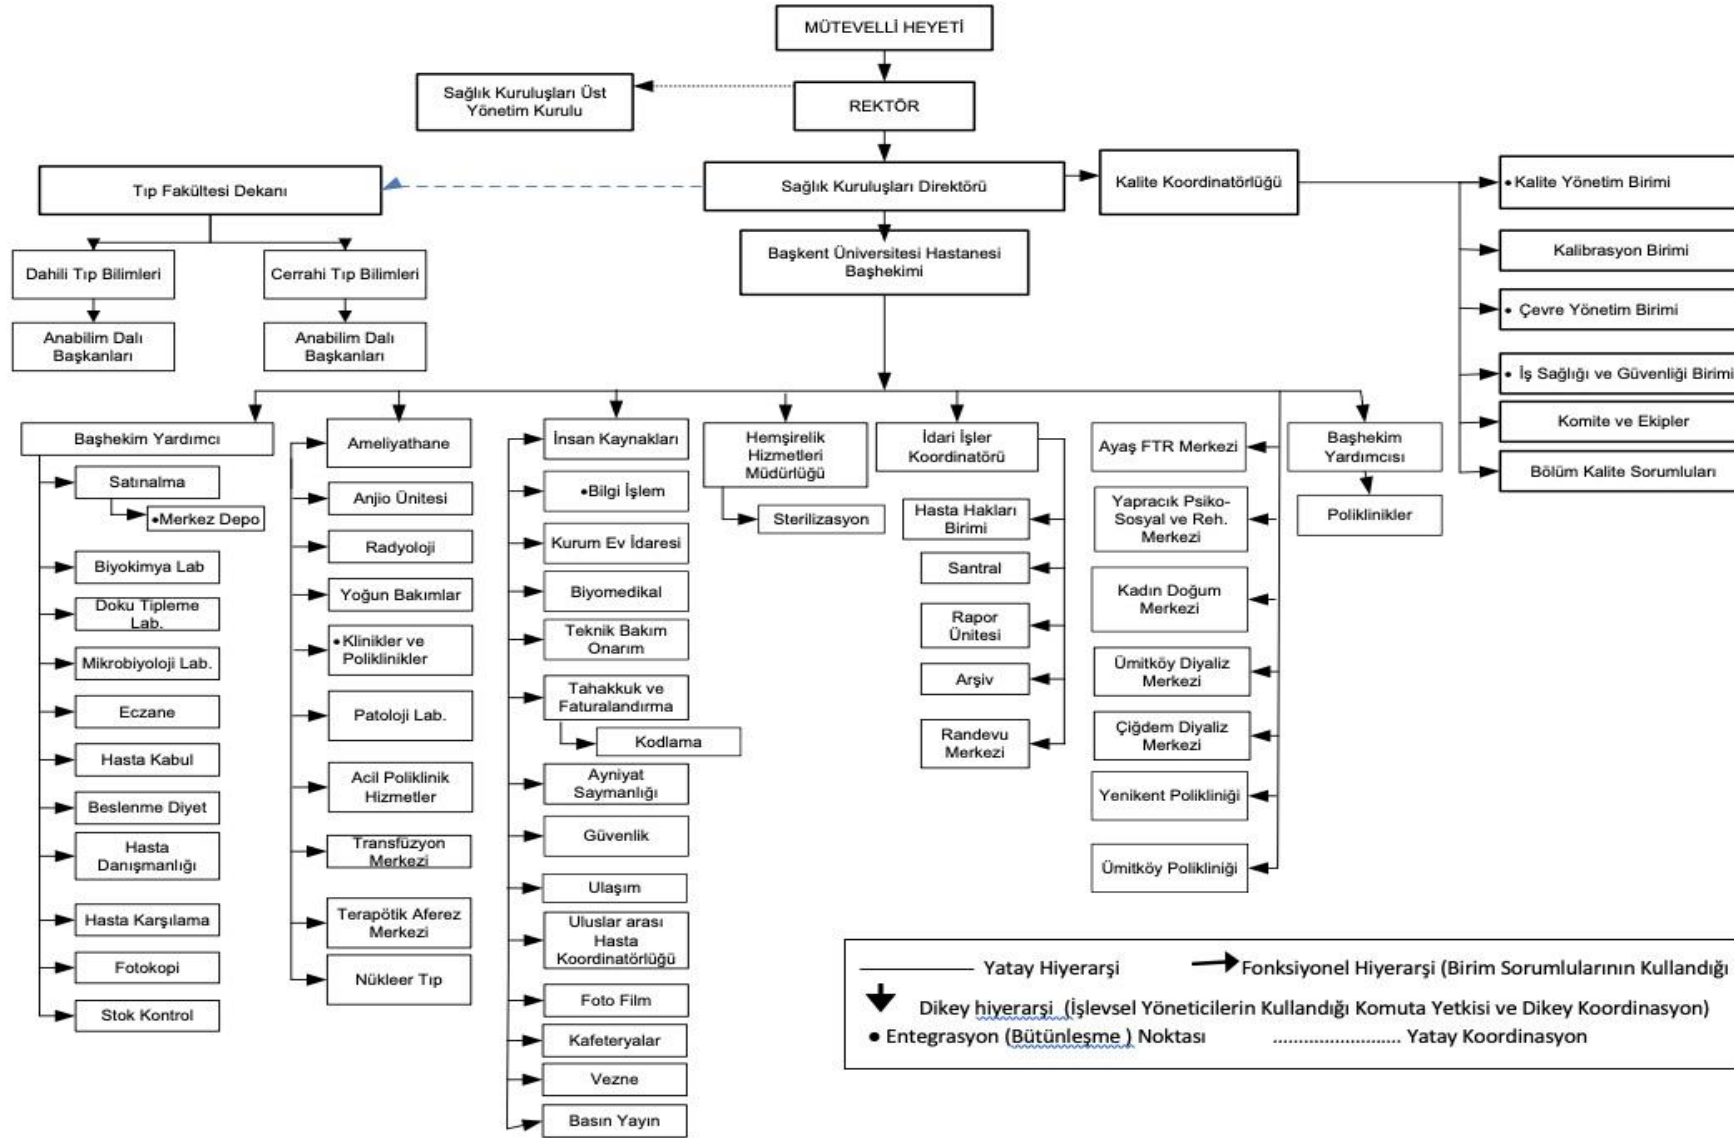 MÜTEVELLİ HEYETİ
Sağlık Kuruluşları Üst
Yönetim Kurulu
REKTÖR
Tıp Fakültesi Dekanı
Sağlık Kuruluşları Direktörü
Kalite Koordinatörlüğü
• Kalite Yönetim Birimi
Kalibrasyon Birimi
• Çevre Yönetim Birimi
• İş Sağlığı ve Güvenliği Birimi
Komite ve Ekipler
Bölüm Kalite Sorumluları
Dahili Tıp Bilimleri
Cerrahi Tıp Bilimleri
Anabilim Dalı
Başkanları
Anabilim Dalı
Başkanları
Başkent Üniversitesi Hastanesi
Başhekimi
Başhekim Yardımcı
Satınalma
•Merkez Depo
Biyokimya Lab
Doku Tipleme
Lab.
Mikrobiyoloji Lab.
Eczane
Hasta Kabul
Beslenme Diyet
Hasta
Danışmanlığı
Hasta Karşılama
Fotokopi
Stok Kontrol
Ameliyathane
Anjio Ünitesi
Radyoloji
Yoğun Bakımlar
•Klinikler ve
Poliklinikler
Patoloji Lab.
Acil Poliklinik
Hizmetler
Transfüzyon
Merkezi
Terapötik Aferez
Merkezi
Nükleer Tıp
İnsan Kaynakları
•Bilgi İşlem
Kurum Ev İdaresi
Biyomedikal
Teknik Bakım
Onarım
Tahakkuk ve
Faturalandırma
Kodlama
Ayniyat
Saymanlığı
Güvenlik
Ulaşım
Uluslar arası
Hasta
Koordinatörlüğü
Foto Film
Kafeteryalar
Vezne
Basın Yayın
Hemşirelik
Hizmetleri
Müdürlüğü
Sterilizasyon
İdari İşler
Koordinatörü
Hasta Hakları
Birimi
Santral
Rapor
Ünitesi
Arşiv
Randevu
Merkezi
Ayaş FTR Merkezi
Yapracık Psiko-
Sosyal ve Reh.
Merkezi
Kadın Doğum
Merkezi
Ümitköy Diyaliz
Merkezi
Çiğdem Diyaliz
Merkezi
Yenikent Polikliniği
Ümitköy Polikliniği
Başhekim
Yardımcısı
Poliklinikler
Yatay Hiyerarşi
Fonksiyonel Hiyerarşi (Birim Sorumlularının Kullandığı
Dikey hiyerarşi (İşlevsel Yöneticilerin Kullandığı Komuta Yetkisi ve Dikey Koordinasyon)
• Entegrasyon (Bütünleşme ) Noktası
........................ Yatay Koordinasyon